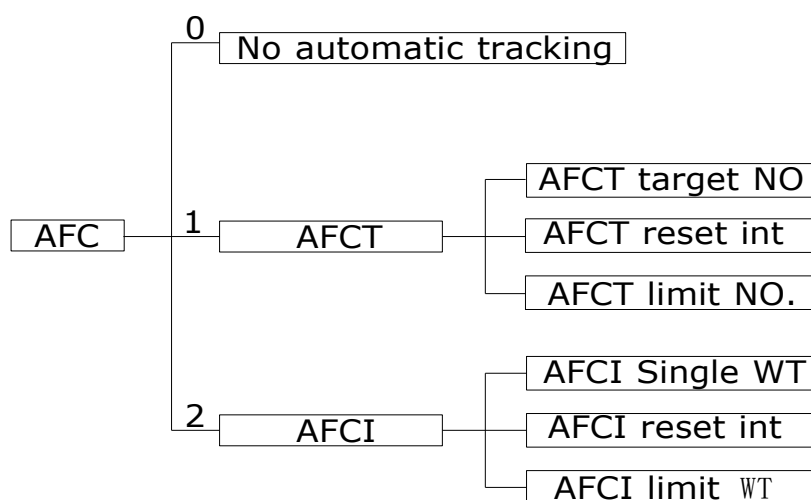 0
No automatic tracking
AFCT target NO
AFC
1
AFCT
AFCT reset int
AFCT limit NO.
AFCI Single WT
2
AFCI
AFCI reset int
AFCI limit WT